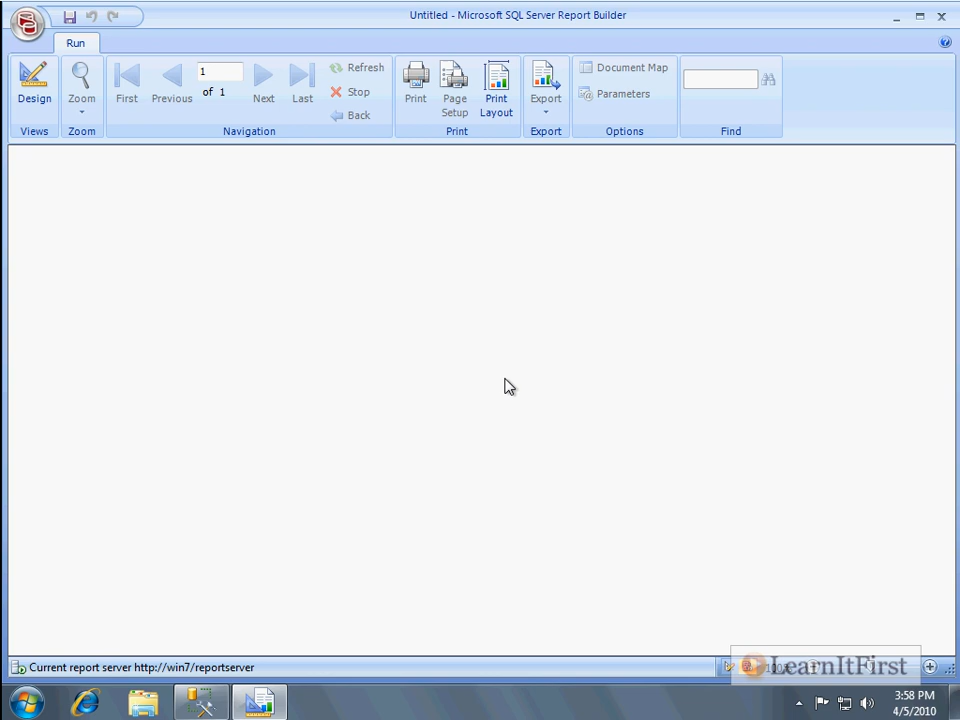 Untitled - Microsoft SQL Server Report Builder
Run
Design
Zoom
First
Previous
1
of 1
Next
Last
Refresh
Stop
Back
Print
Page
Setup
Print
Layout
Export
Document Map
Parameters
Views
Zoom
Navigation
Print
Export
Options
Find
Current report server http://win7/reportserver
100%
LearnItFirst
3:58 PM
4/5/2010